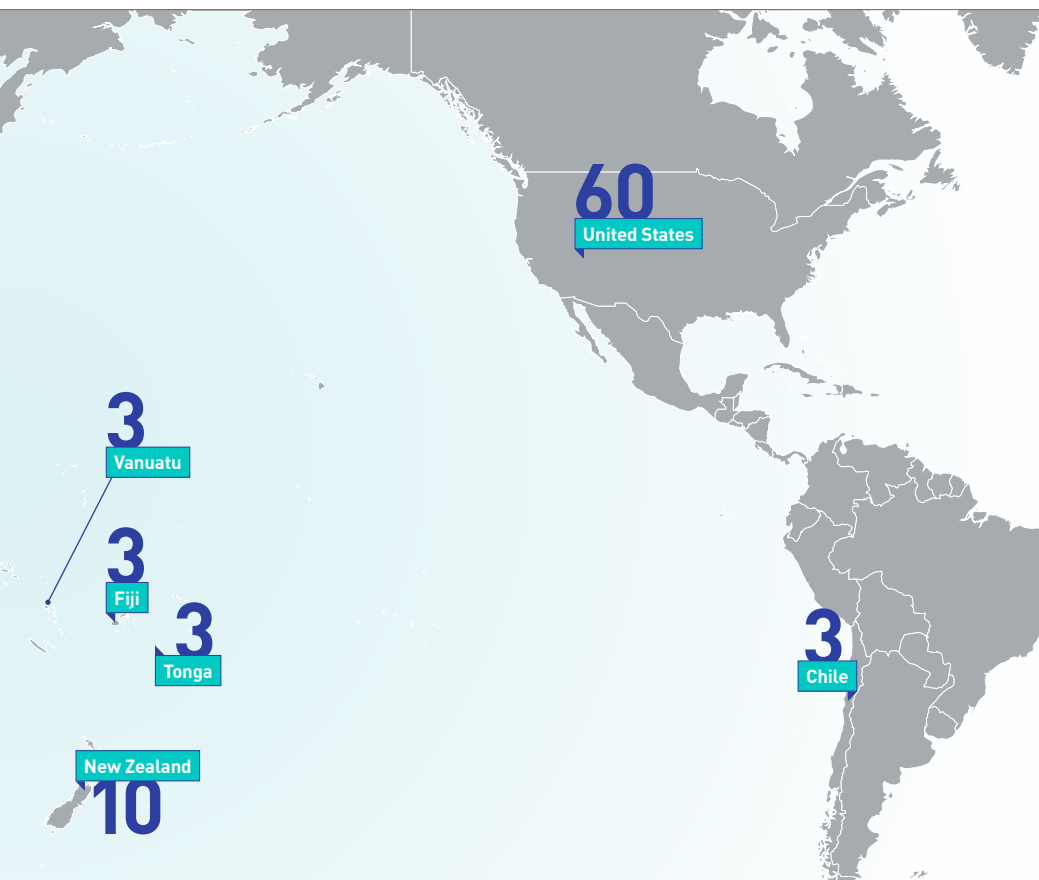 60
United States
3
Vanuatu
3
Fiji
3
Tonga
3
Chile
New Zealand
10